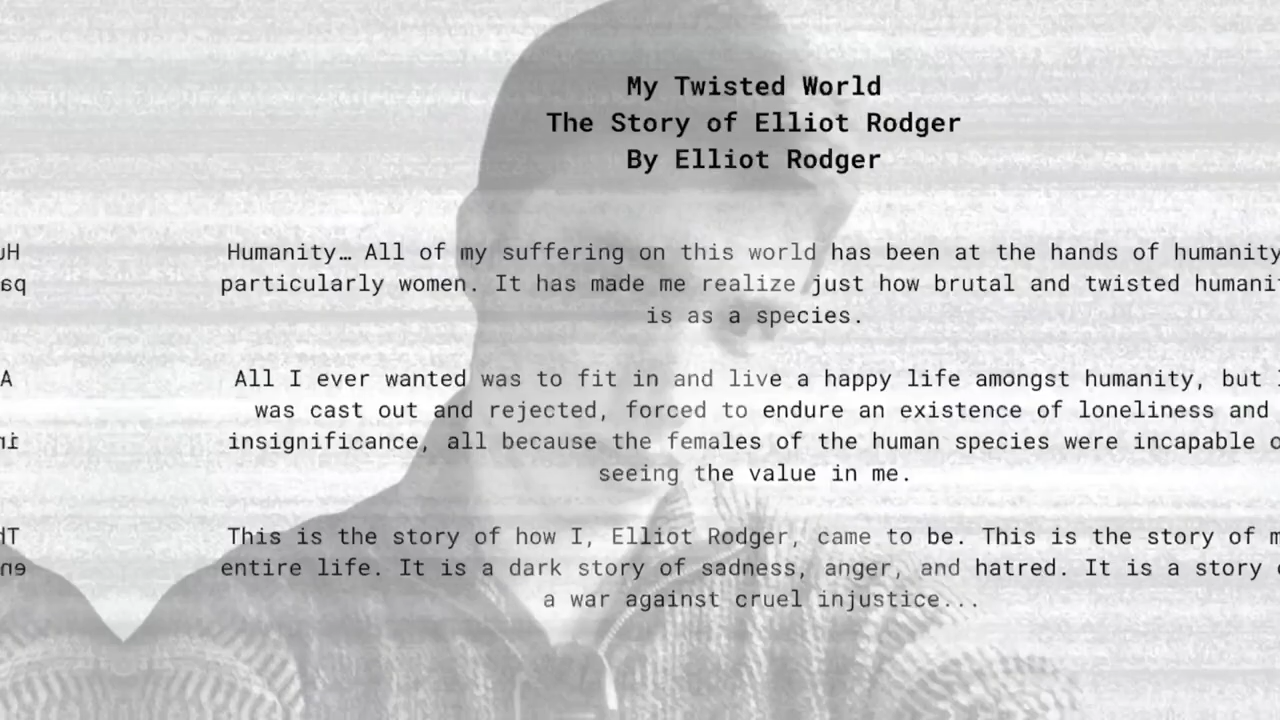 My Twisted World
The Story of Elliot Rodger
By Elliot Rodger
Humanity… All of my suffering on this world has been at the hands of humanity
particularly women. It has made me realize just how brutal and twisted humani
is as a species.
All I ever wanted was to fit in and live a happy life amongst humanity, but
was cast out and rejected, forced to endure an existence of loneliness and
insignificance, all because the females of the human species were incapable
seeing the value in me.
This is the story of how I, Elliot Rodger, came to be. This is the story of
entire life. It is a dark story of sadness, anger, and hatred. It is a story
a war against cruel injustice...